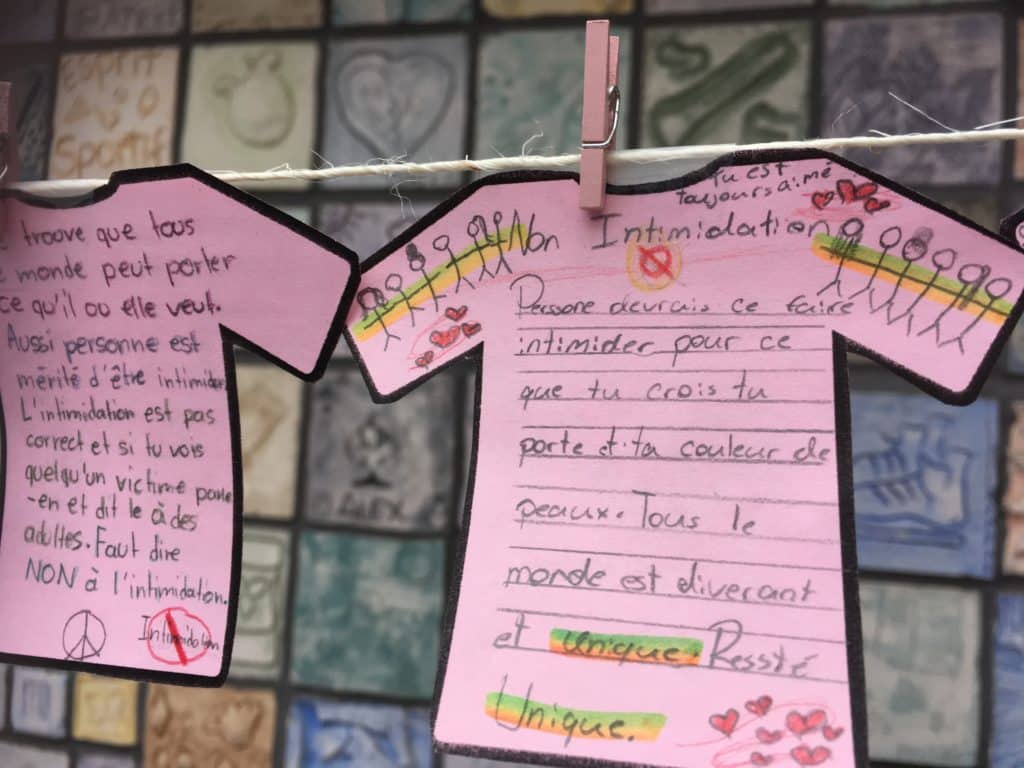 ESPRIT
SPORTIF
ALEX
trouve que tous
monde peut porter
ce qu'il ou elle veut.
Aussi personne est
mérité d'être intimider
L'intimidation est pas
correct et si tu vois
quelqu'un victime parle
-en et dit le à des
adultes. Faut dire
NON à l'intimidation.
Intimidation
Tu est
toujours aimé
Non Intimidation
Persone devrais ce faire
intimider pour ce
que tu crois tu
porte et ta couleur de
peaux. Tous le
monde est diverant
et unique. Ressté
Unique.